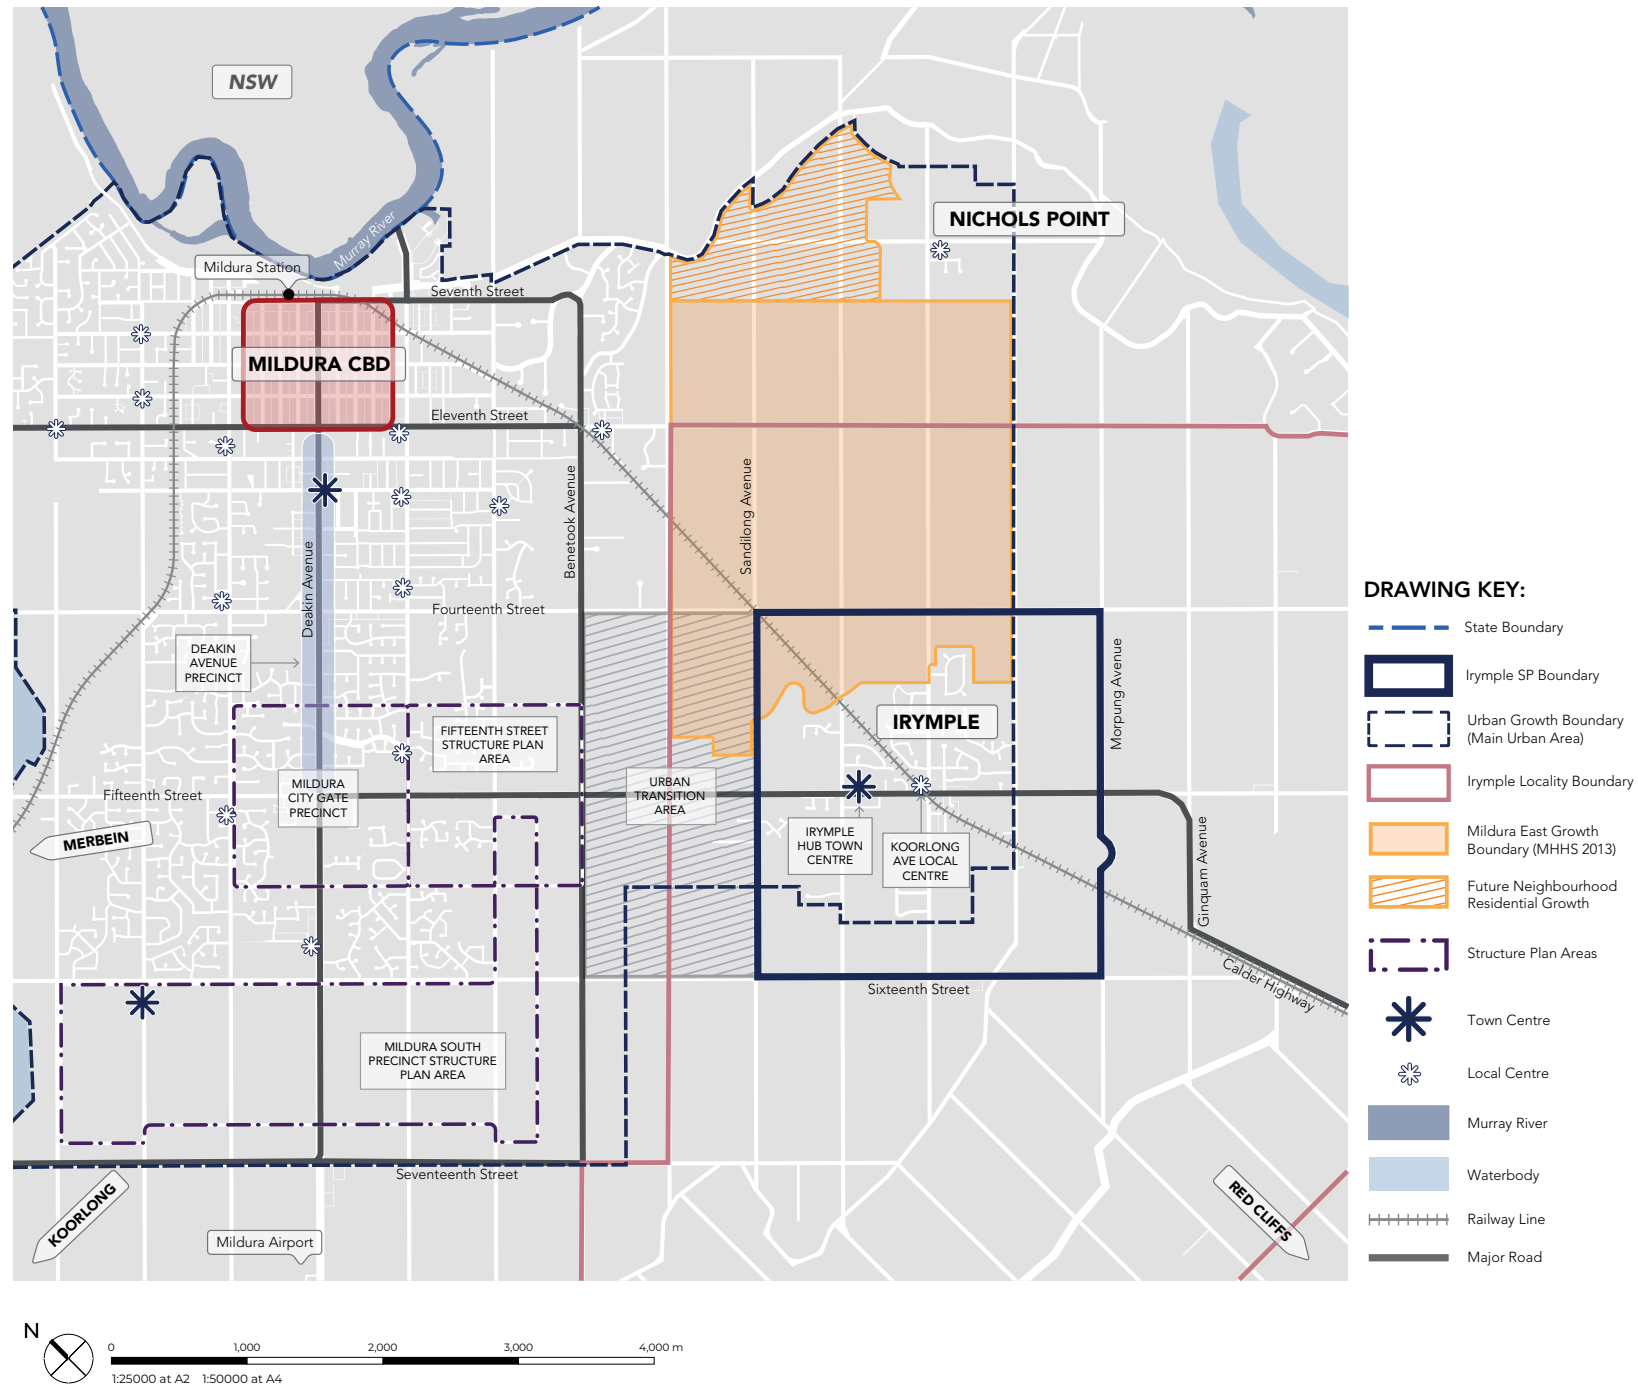 NSW
Murray River
NICHOLS POINT
Mildura Station
Seventh Street
MILDURA CBD
Eleventh Street
Benetook Avenue
Sandilong Avenue
Deakin Avenue
Fourteenth Street
DEAKIN
AVENUE
PRECINCT
Morpung Avenue
IRYMPLE
FIFTEENTH STREET
STRUCTURE PLAN
AREA
MILDURA
CITY GATE
PRECINCT
URBAN
TRANSITION
AREA
Fifteenth Street
MERBEIN
IRYMPLE
HUB TOWN
CENTRE
KOORLONG
AVE LOCAL
CENTRE
Ginquam Avenue
Calder Highway
Sixteenth Street
MILDURA SOUTH
PRECINCT STRUCTURE
PLAN AREA
Seventeenth Street
KOORLONG
Mildura Airport
RED CLIFFS
DRAWING KEY:
State Boundary
Irymple SP Boundary
Urban Growth Boundary
(Main Urban Area)
Irymple Locality Boundary
Mildura East Growth
Boundary (MHHS 2013)
Future Neighbourhood
Residential Growth
Structure Plan Areas
Town Centre
Local Centre
Murray River
Waterbody
Railway Line
Major Road
N
0 1,000 2,000 3,000 4,000 m
1:25000 at A2 1:50000 at A4